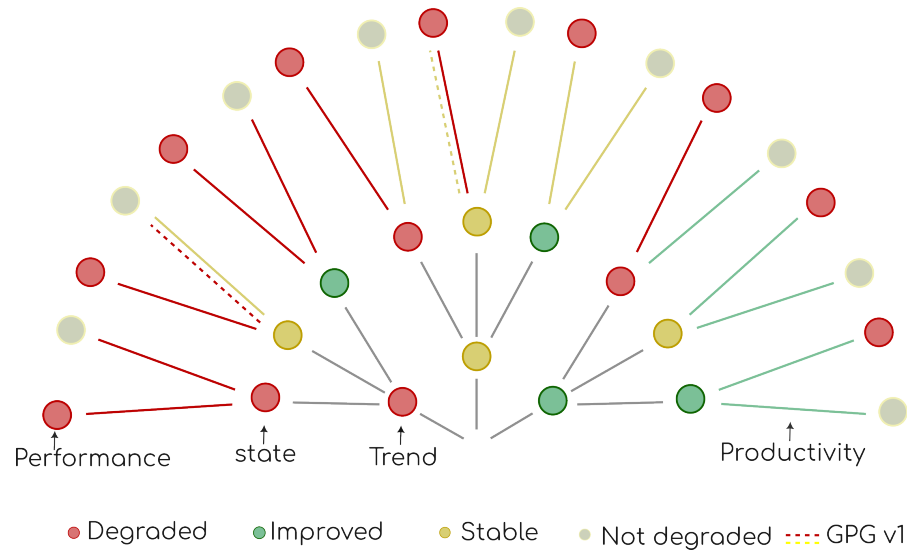 Performance
state
Trend
Productivity
Degraded
Improved
Stable
Not degraded
GPG v1